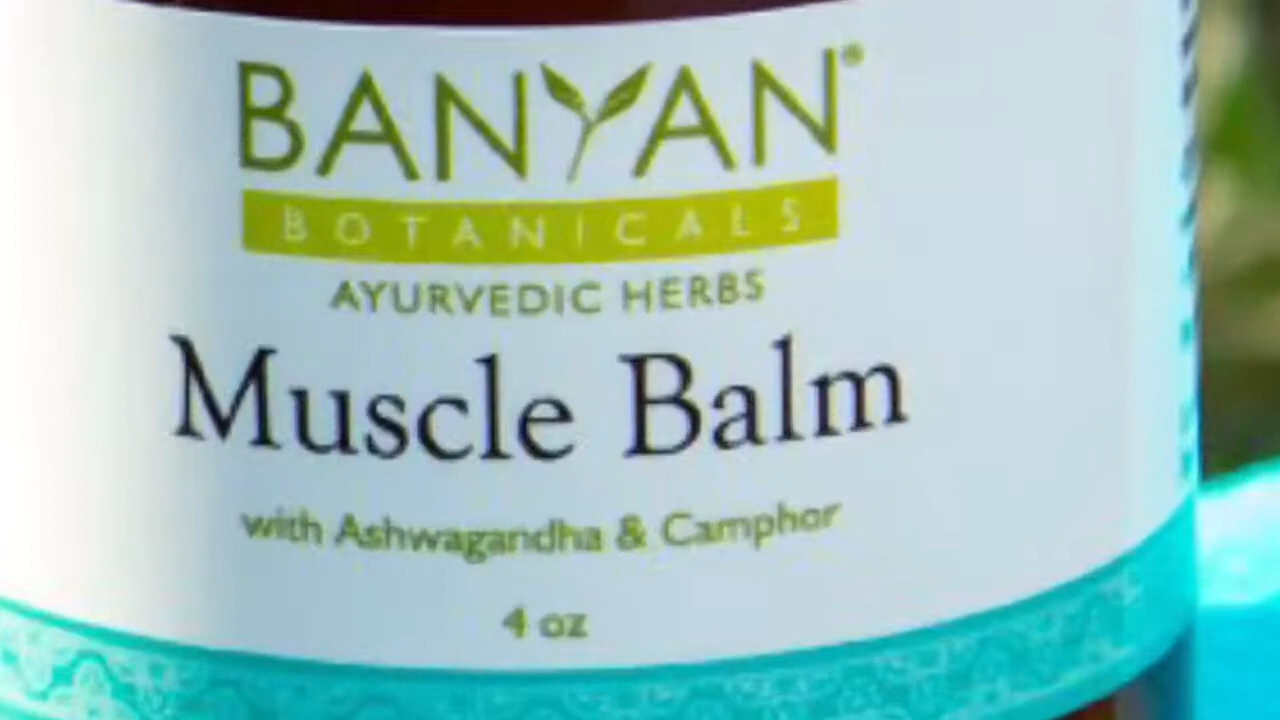 BANYAN®
BOTANICALS
AYURVEDIC HERBS
Muscle Balm
with Ashwagandha & Camphor
4 oz